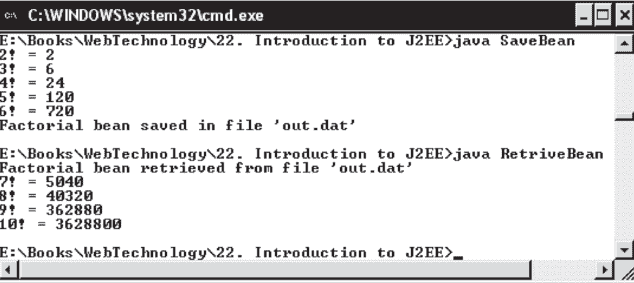 C:\WINDOWS\system32\cmd.exe
E:\Books\WebTechnology\22. Introduction to J2EE>java SaveBean
2! = 2
3! = 6
4! = 24
5! = 120
6! = 720
Factorial bean saved in file 'out.dat'
E:\Books\WebTechnology\22. Introduction to J2EE>java RetriveBean
Factorial bean retrieved from file 'out.dat'
7! = 5040
8! = 40320
9! = 362880
10! = 3628800
E:\Books\WebTechnology\22. Introduction to J2EE>_